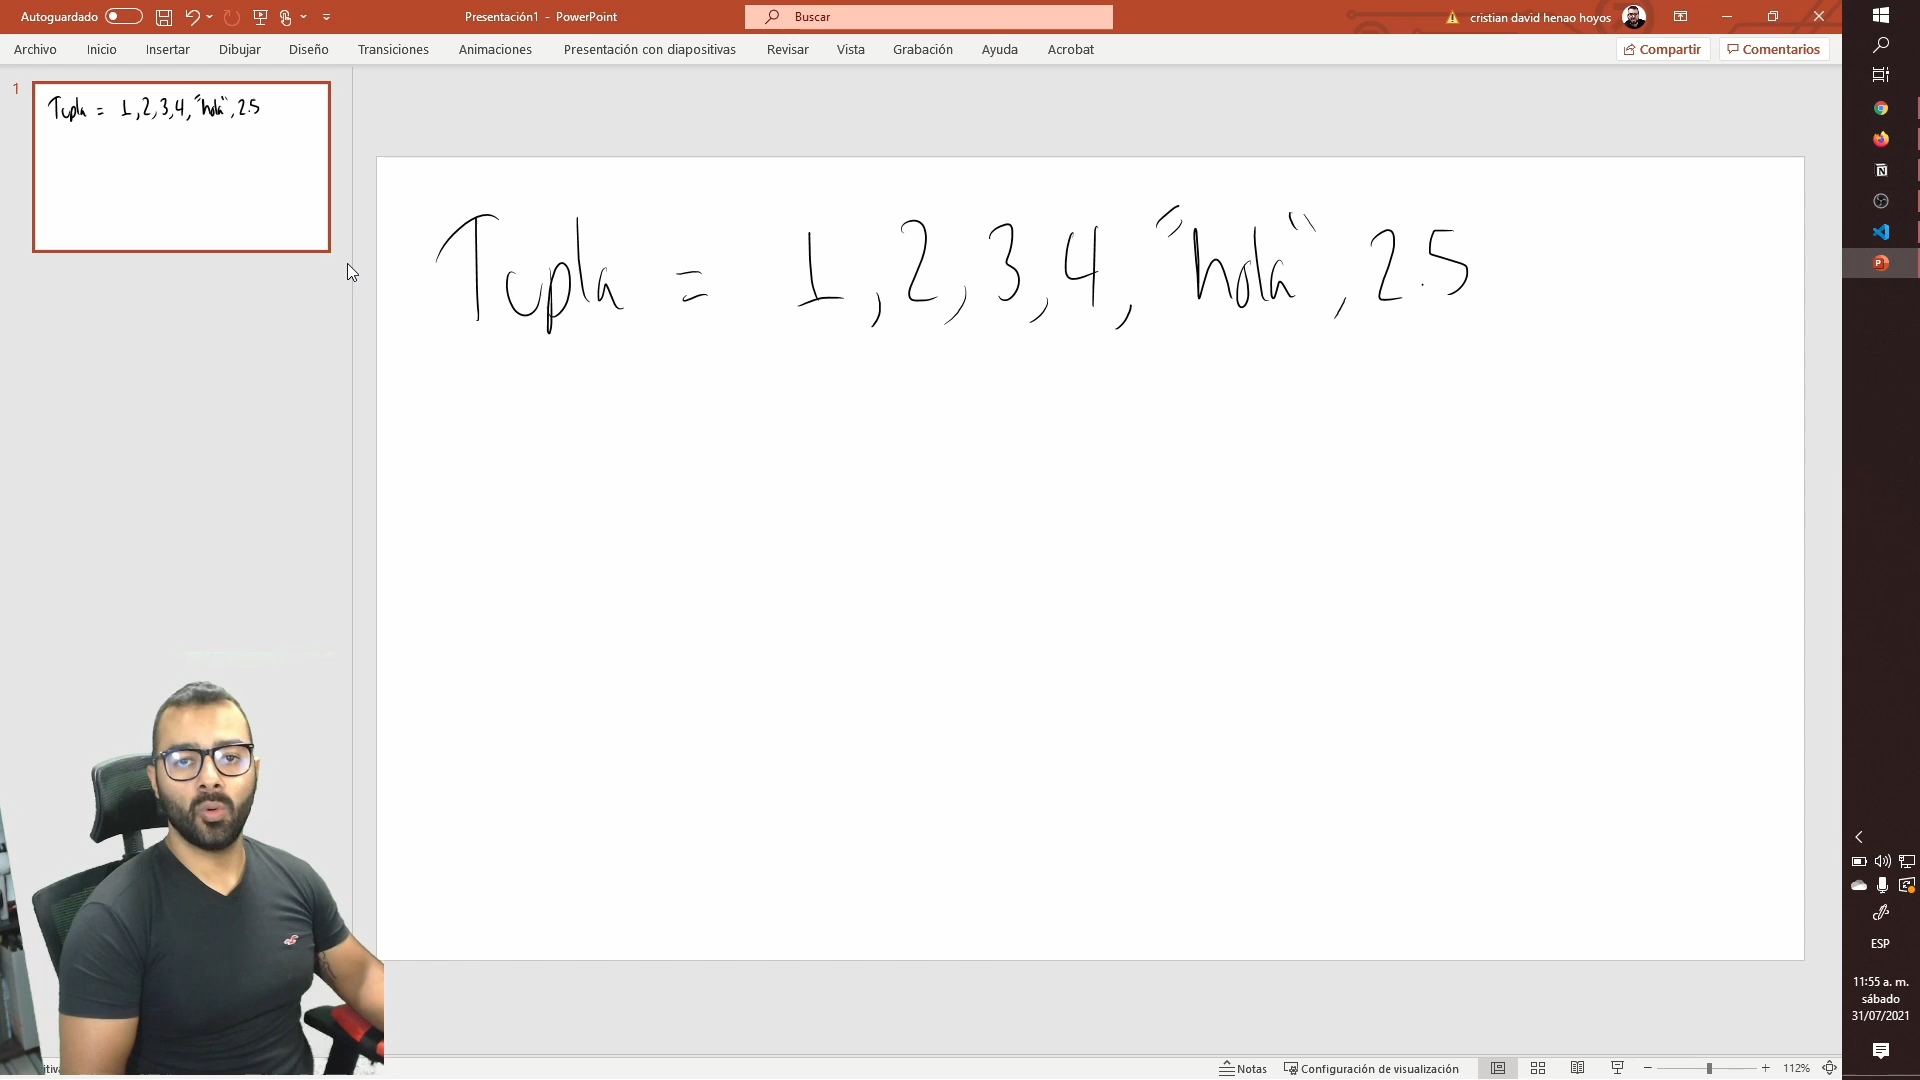 Autoguardado
Presentación1 - PowerPoint
Buscar
cristian david henao hoyos
Archivo
Inicio
Insertar
Dibujar
Diseño
Transiciones
Animaciones
Presentación con diapositivas
Revisar
Vista
Grabación
Ayuda
Acrobat
Compartir
Comentarios
1
Tupla = 1,2,3,4,"hola",2.5
Tupla = 1,2,3,4,"hola",2.5
ESP
11:55 a. m.
sábado
31/07/2021
Notas
Configuración de visualización
112%